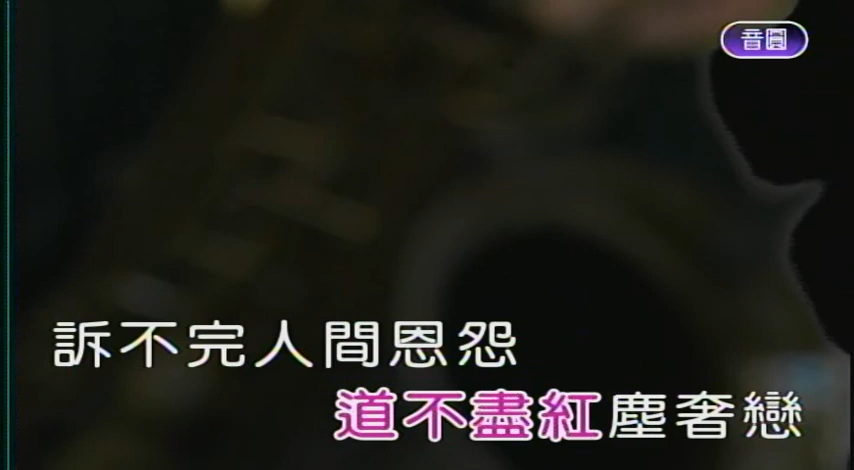 音圓
訴不完人間恩怨
道不盡紅塵奢戀